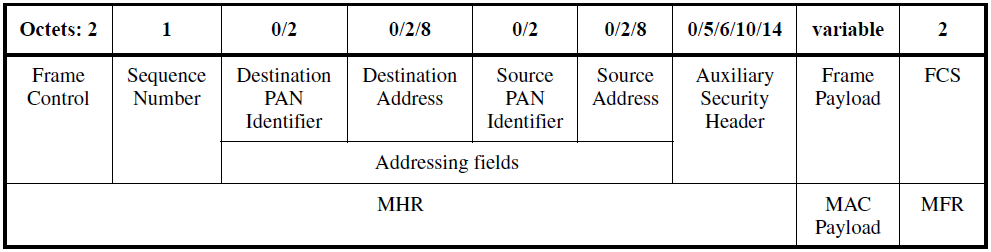 Octets: 2 1 0/2 0/2/8 0/2 0/2/8 0/5/6/10/14 variable 2
Frame Control
Sequence Number
Destination PAN Identifier
Destination Address
Source PAN Identifier
Source Address
Auxiliary Security Header
Frame Payload
FCS
Addressing fields
MHR
MAC Payload
MFR